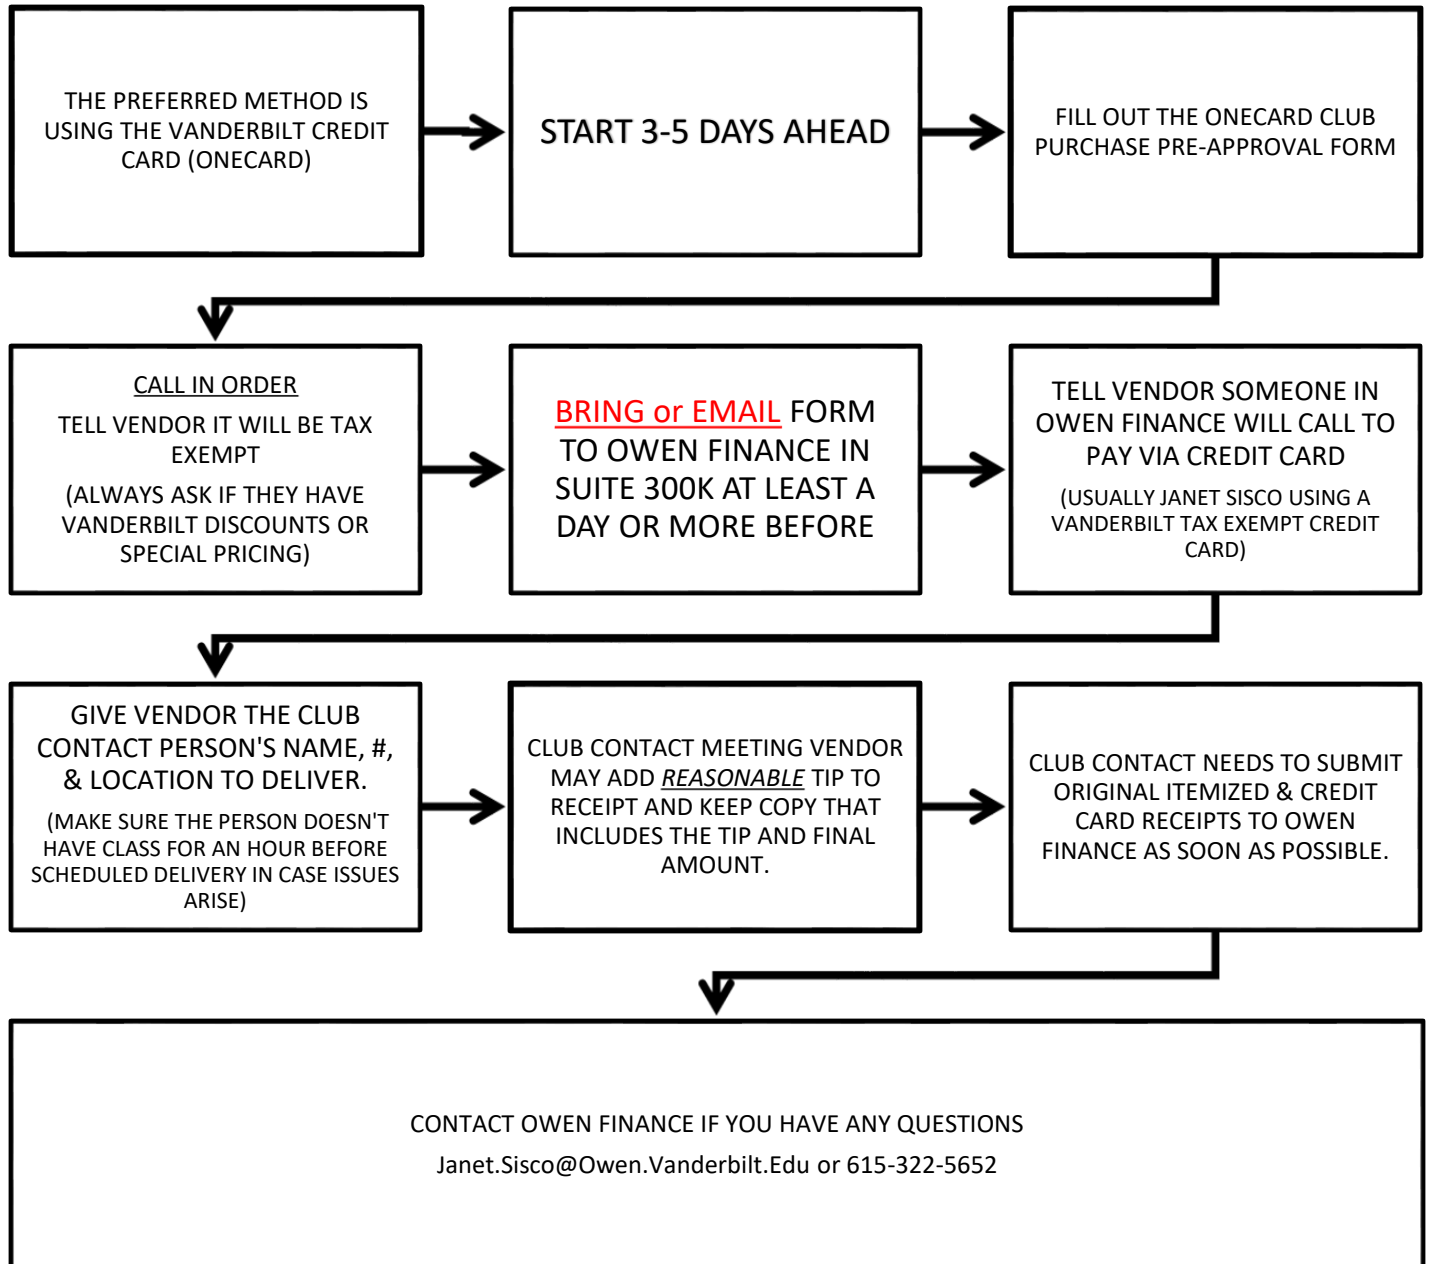 THE PREFERRED METHOD IS
USING THE VANDERBILT CREDIT
CARD (ONECARD)
START 3-5 DAYS AHEAD
FILL OUT THE ONECARD CLUB
PURCHASE PRE-APPROVAL FORM
CALL IN ORDER
TELL VENDOR IT WILL BE TAX
EXEMPT
(ALWAYS ASK IF THEY HAVE
VANDERBILT DISCOUNTS OR
SPECIAL PRICING)
BRING or EMAIL FORM
TO OWEN FINANCE IN
SUITE 300K AT LEAST A
DAY OR MORE BEFORE
TELL VENDOR SOMEONE IN
OWEN FINANCE WILL CALL TO
PAY VIA CREDIT CARD
(USUALLY JANET SISCO USING A
VANDERBILT TAX EXEMPT CREDIT
CARD)
GIVE VENDOR THE CLUB
CONTACT PERSON'S NAME, #,
& LOCATION TO DELIVER.
(MAKE SURE THE PERSON DOESN'T
HAVE CLASS FOR AN HOUR BEFORE
SCHEDULED DELIVERY IN CASE ISSUES
ARISE)
CLUB CONTACT MEETING VENDOR
MAY ADD REASONABLE TIP TO
RECEIPT AND KEEP COPY THAT
INCLUDES THE TIP AND FINAL
AMOUNT.
CLUB CONTACT NEEDS TO SUBMIT
ORIGINAL ITEMIZED & CREDIT
CARD RECEIPTS TO OWEN
FINANCE AS SOON AS POSSIBLE.
CONTACT OWEN FINANCE IF YOU HAVE ANY QUESTIONS
Janet.Sisco@Owen.Vanderbilt.Edu or 615-322-5652